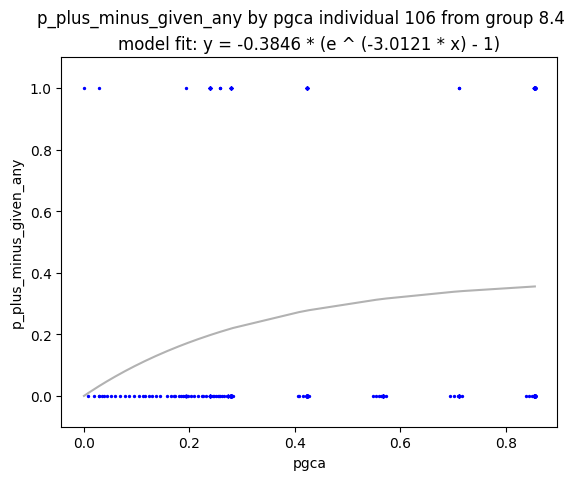 p_plus_minus_given_any by pgca individual 106 from group 8.4
model fit: y = -0.3846 * (e ^ (-3.0121 * x) - 1)
p_plus_minus_given_any
1.0
0.8
0.6
0.4
0.2
0.0
0.0 0.2 0.4 0.6 0.8
pgca